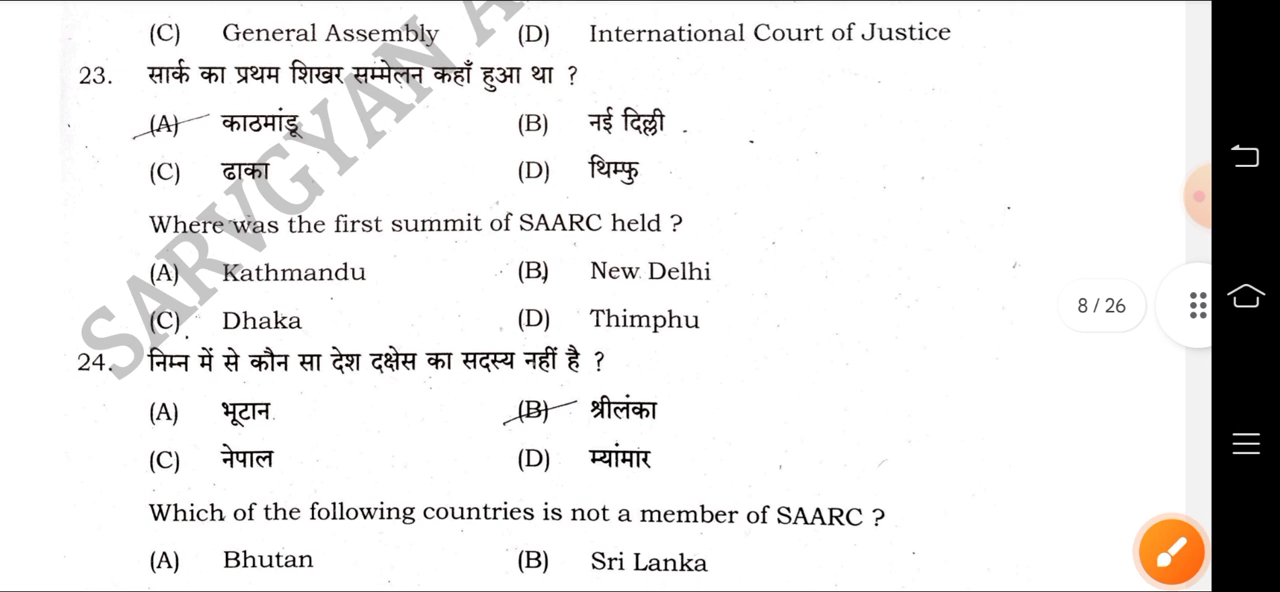 (C) General Assembly (D) International Court of Justice
23. सार्क का प्रथम शिखर सम्मेलन कहाँ हुआ था ?
(A) काठमांडू (B) नई दिल्ली
(C) ढाका (D) थिम्फु
Where was the first summit of SAARC held ?
(A) Kathmandu (B) New Delhi
(C) Dhaka (D) Thimphu
24. निम्न में से कौन सा देश दक्षेस का सदस्य नहीं है ?
(A) भूटान (B) श्रीलंका
(C) नेपाल (D) म्यांमार
Which of the following countries is not a member of SAARC ?
(A) Bhutan (B) Sri Lanka
SARVGYAN A
8 / 26